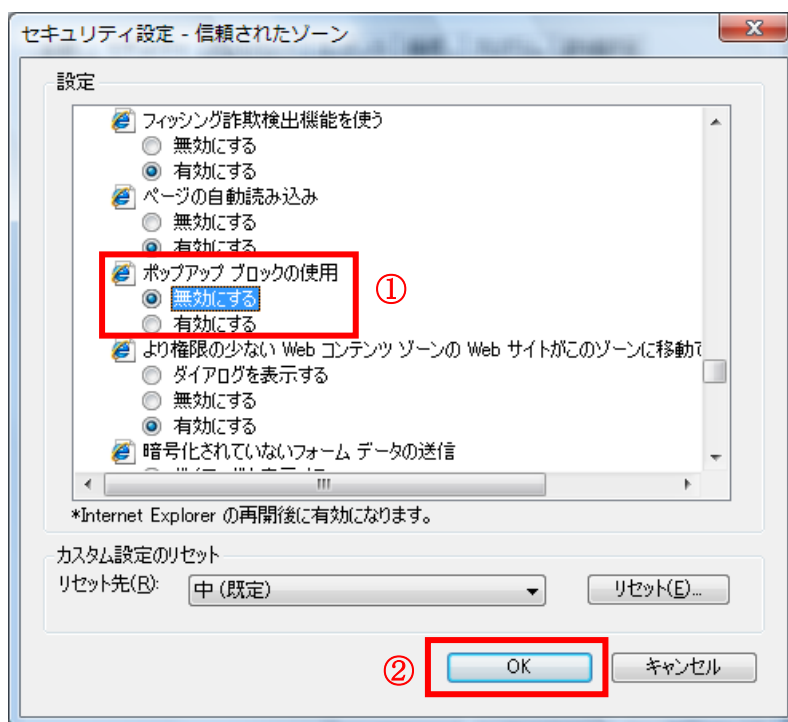 セキュリティ設定 - 信頼されたゾーン
設定
フィッシング詐欺検出機能を使う
無効にする
有効にする
ページの自動読み込み
無効にする
有効にする
ポップアップ ブロックの使用
①
無効にする
有効にする
より権限の少ない Web コンテンツ ゾーンの Web サイトがこのゾーンに移動で
ダイアログを表示する
無効にする
有効にする
暗号化されていないフォーム データの送信
*Internet Explorer の再開後に有効になります。
カスタム設定のリセット
リセット先(R): 中 (既定) リセット(E)...
② OK キャンセル